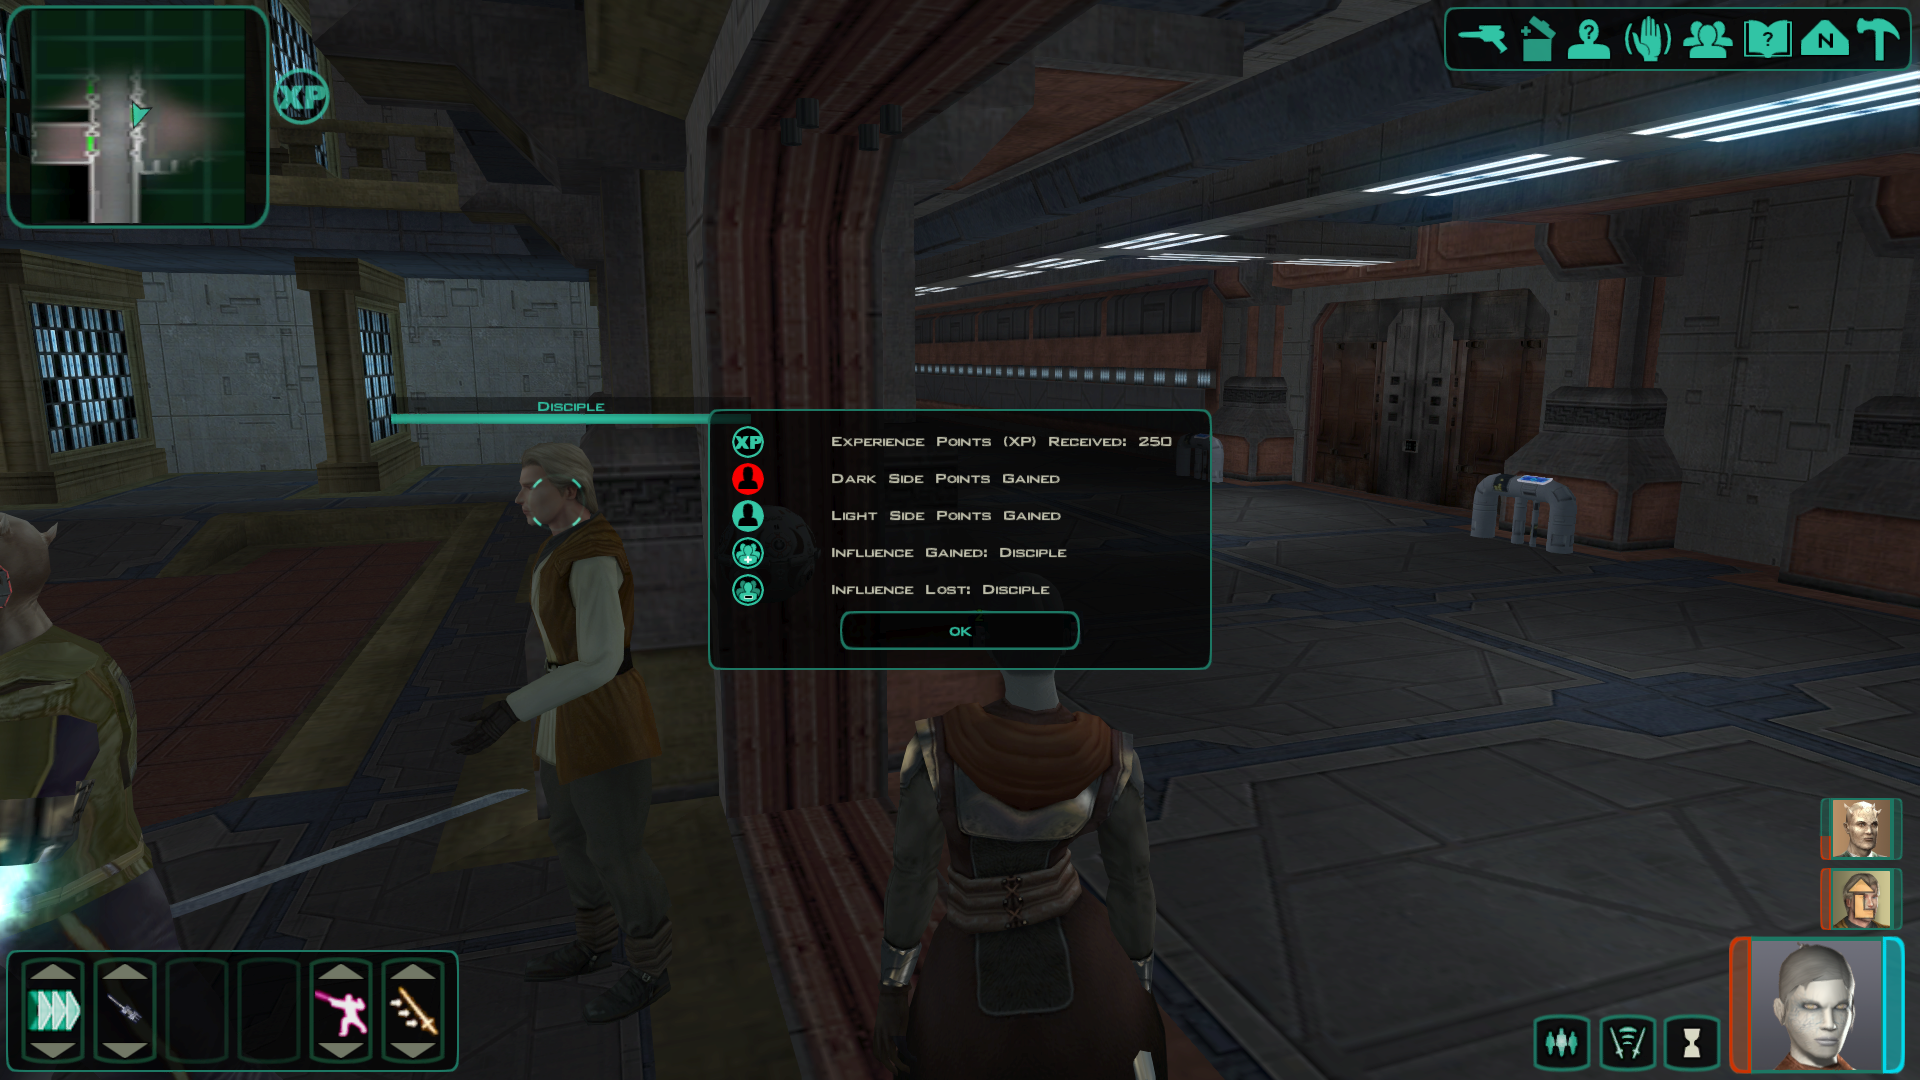 XP
?
?
N
Disciple
XP
Experience Points (XP) Received: 250
Dark Side Points Gained
Light Side Points Gained
Influence Gained: Disciple
Influence Lost: Disciple
OK